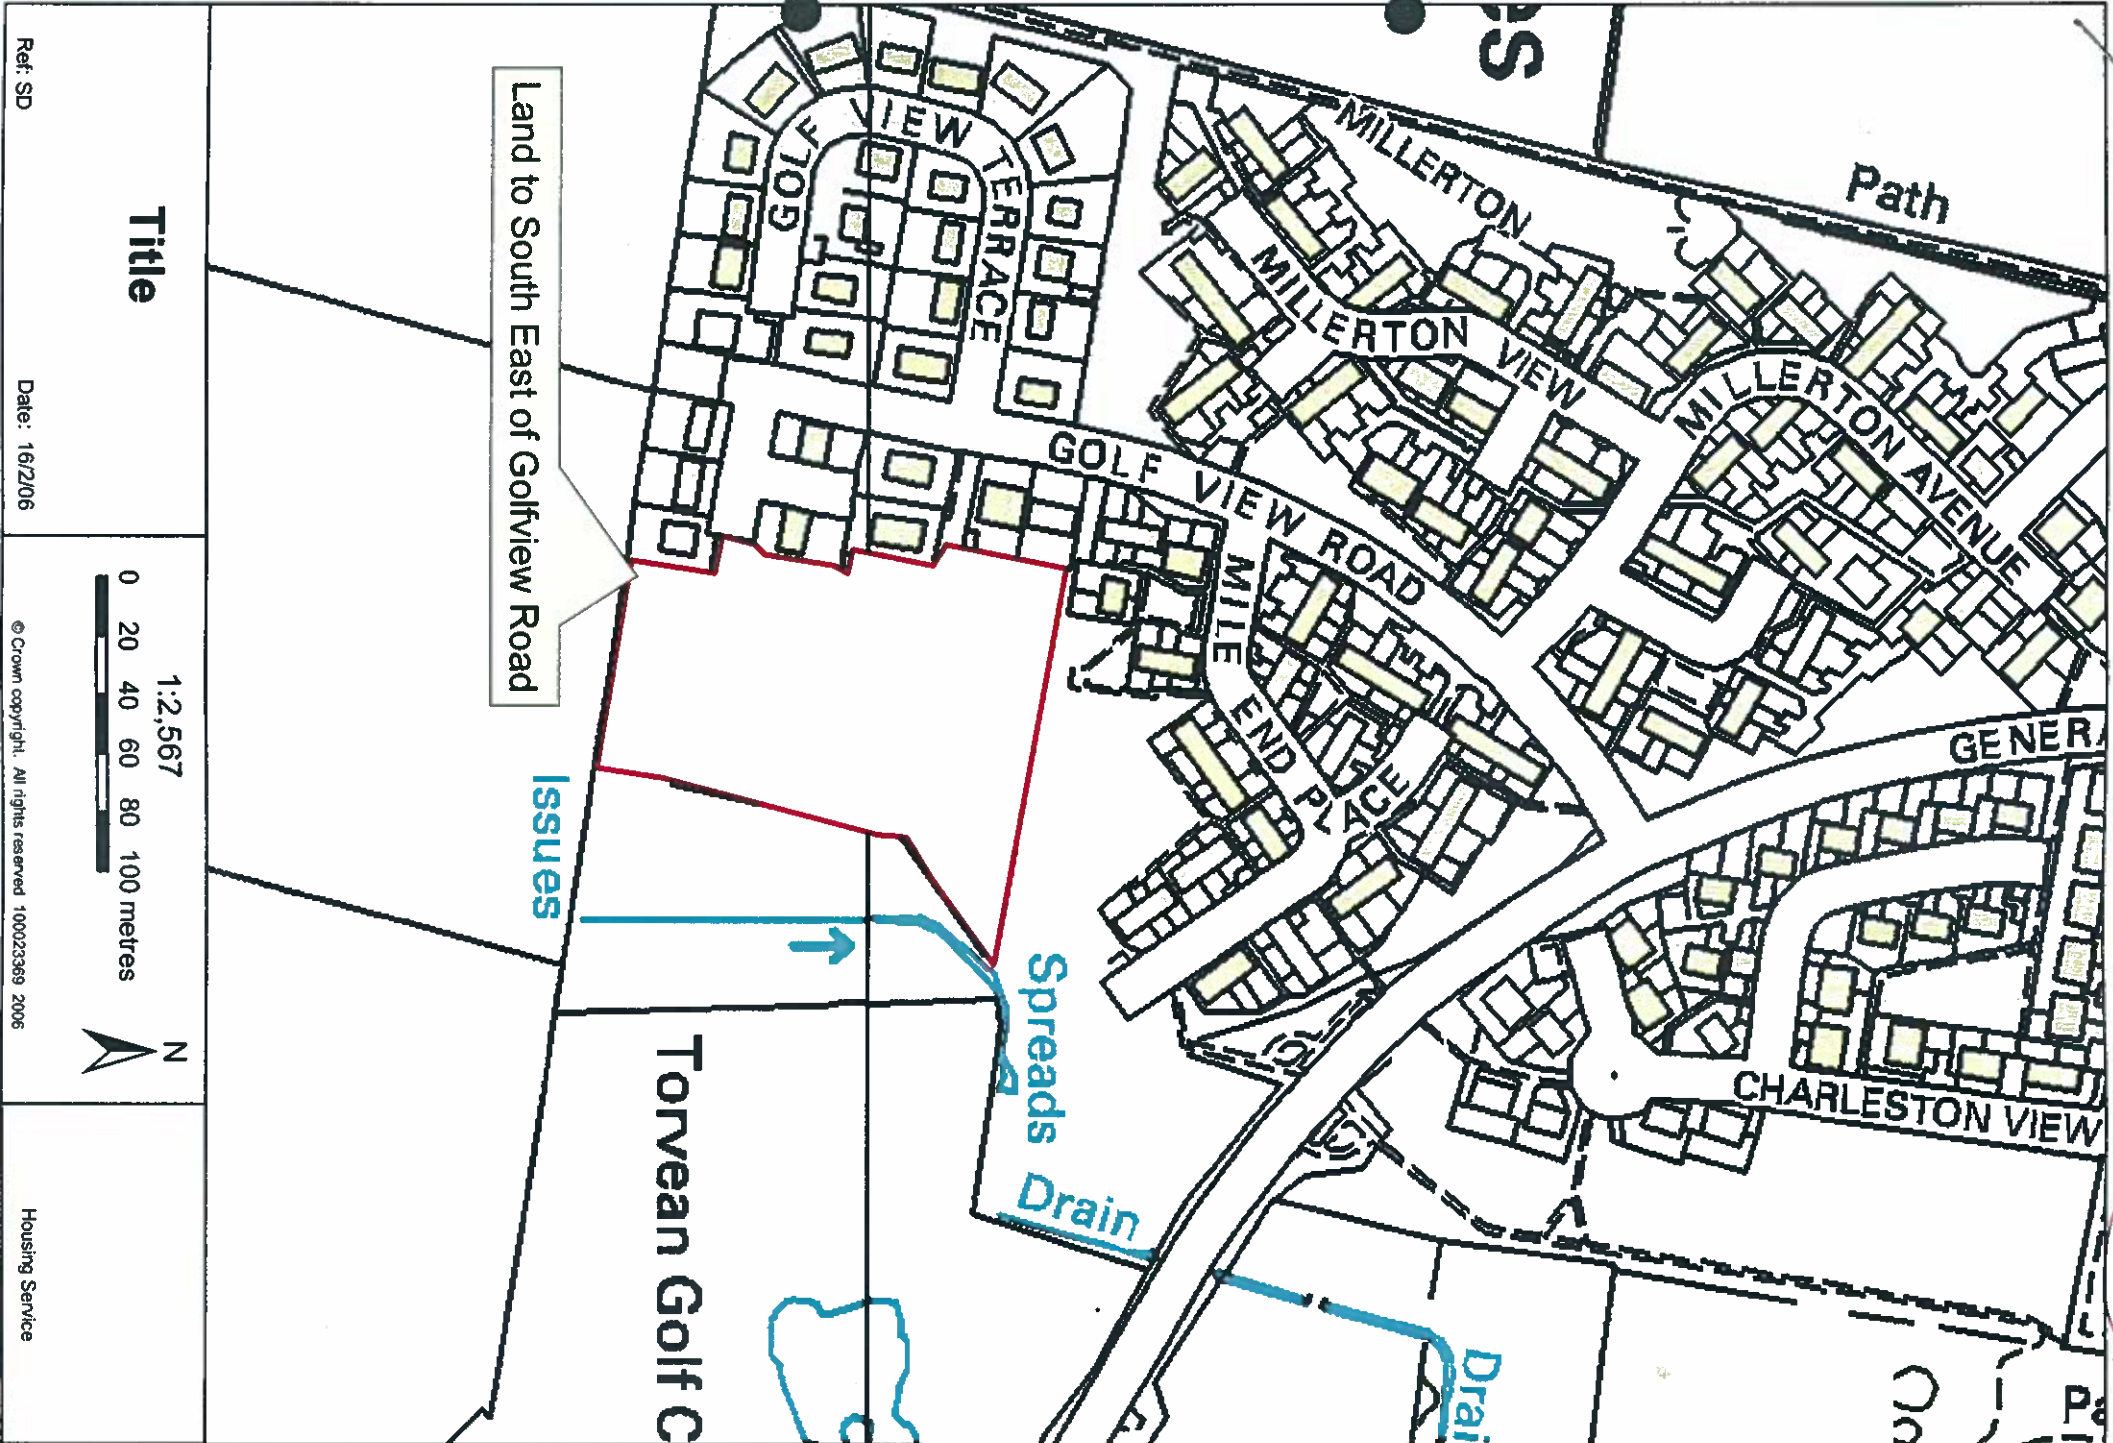 Path
MILLERTON
MILLERTON
VIEW
MILLERTON AVENUE
GOLF VIEW TERRACE
GOLF VIEW ROAD
MILE END PLACE
CHARLESTON VIEW
Land to South East of Golfview Road
Issues
Spreads
Drain
Torvean Golf C
Title
1:2,567
0 20 40 60 80 100 metres
N
Ref: SD
Date: 16/2/06
© Crown copyright. All rights reserved 100023369 2006
Housing Service